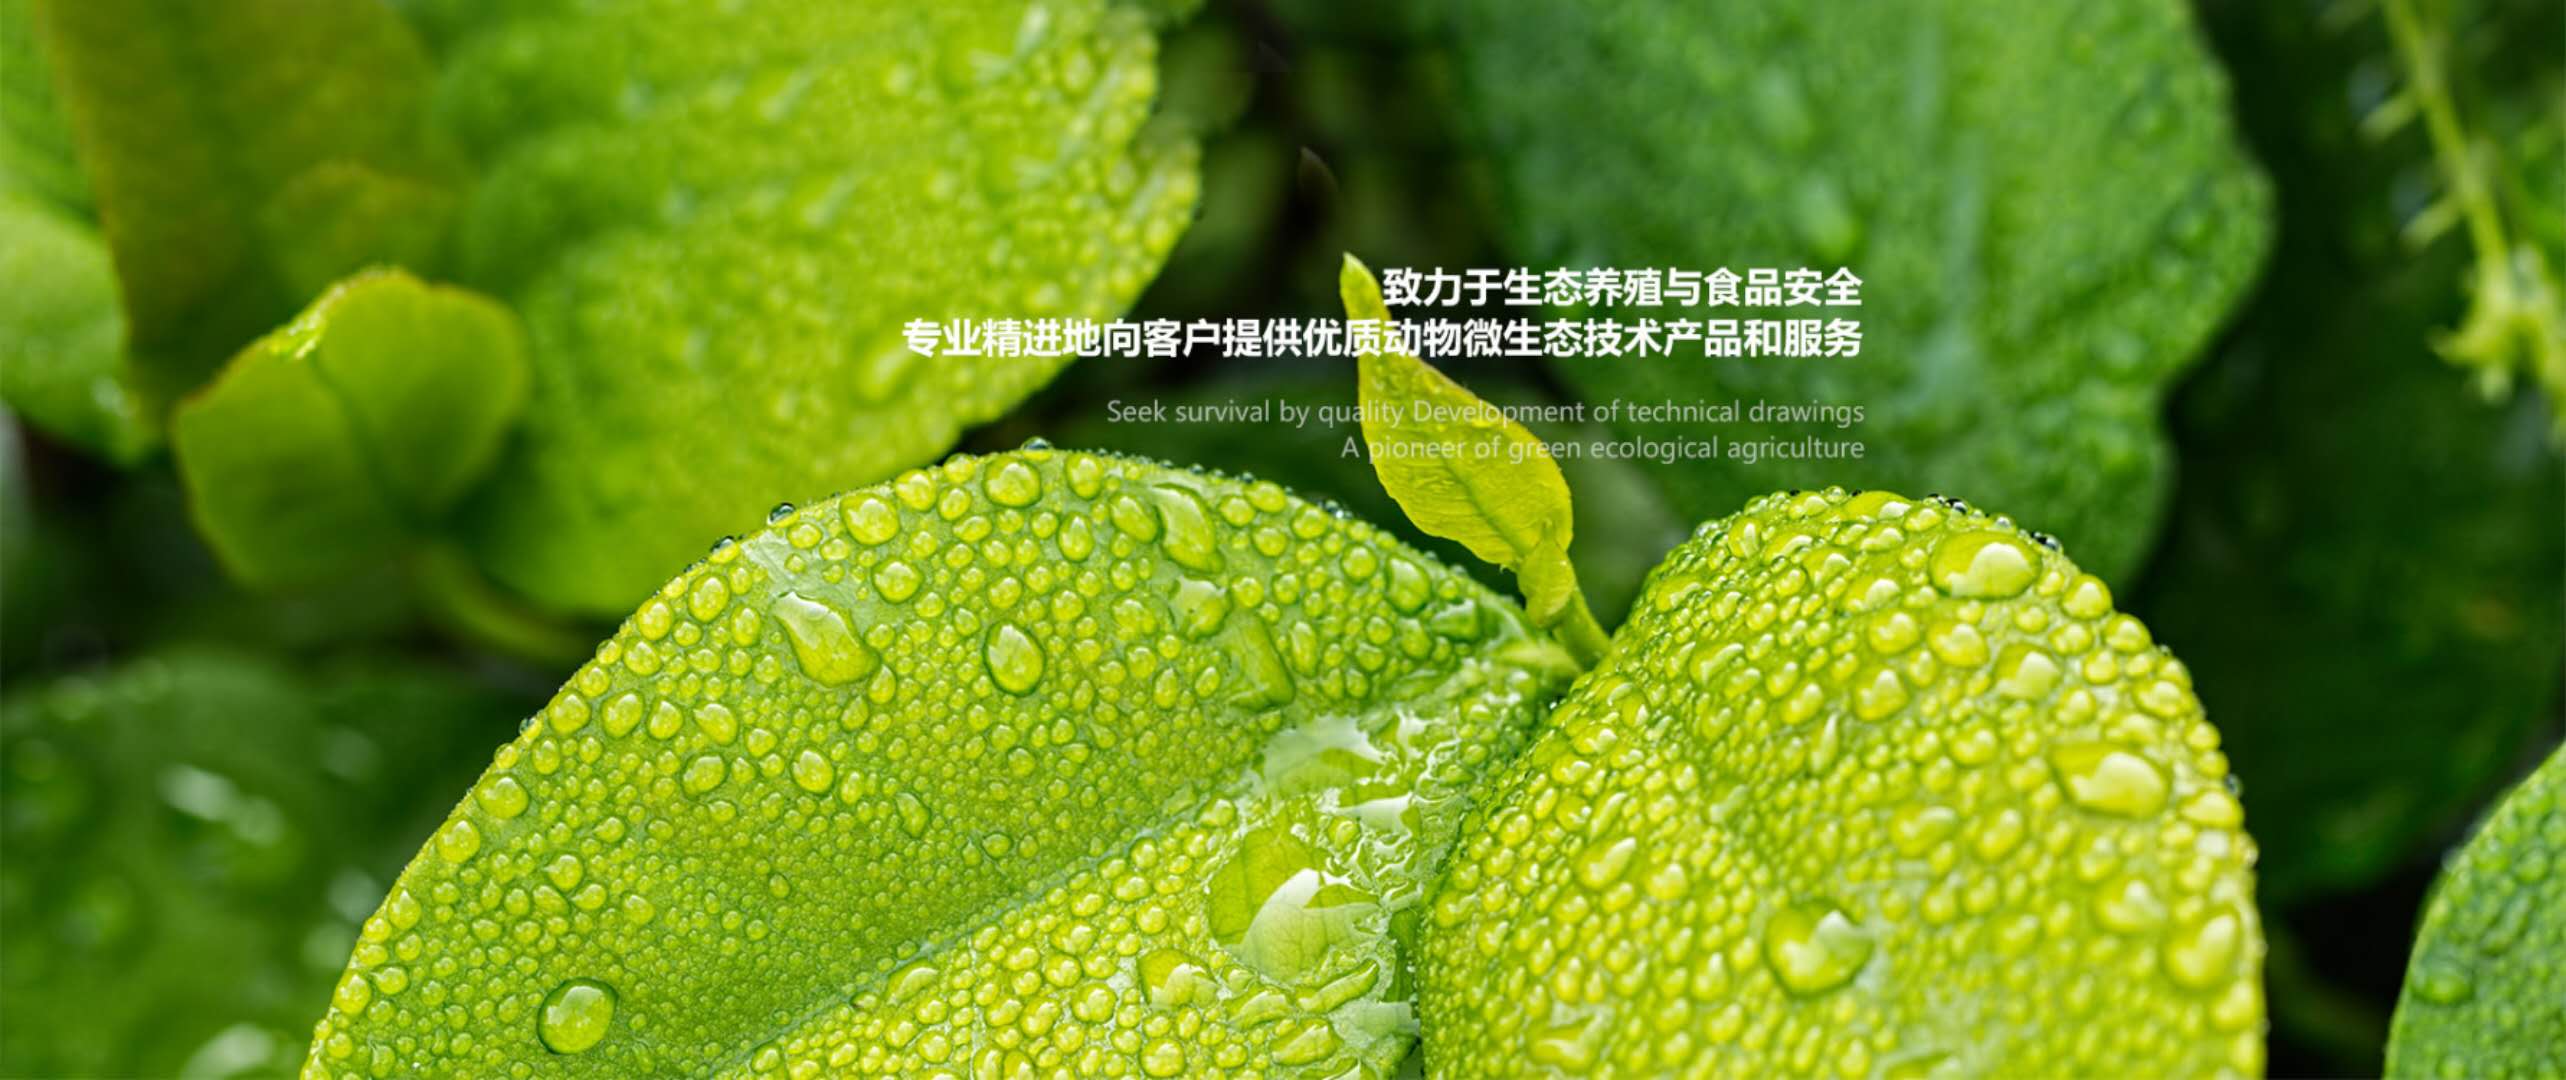 致力于生态养殖与食品安全
专业精进地向客户提供优质动物微生态技术产品和服务
Seek survival by quality Development of technical drawings
A pioneer of green ecological agriculture